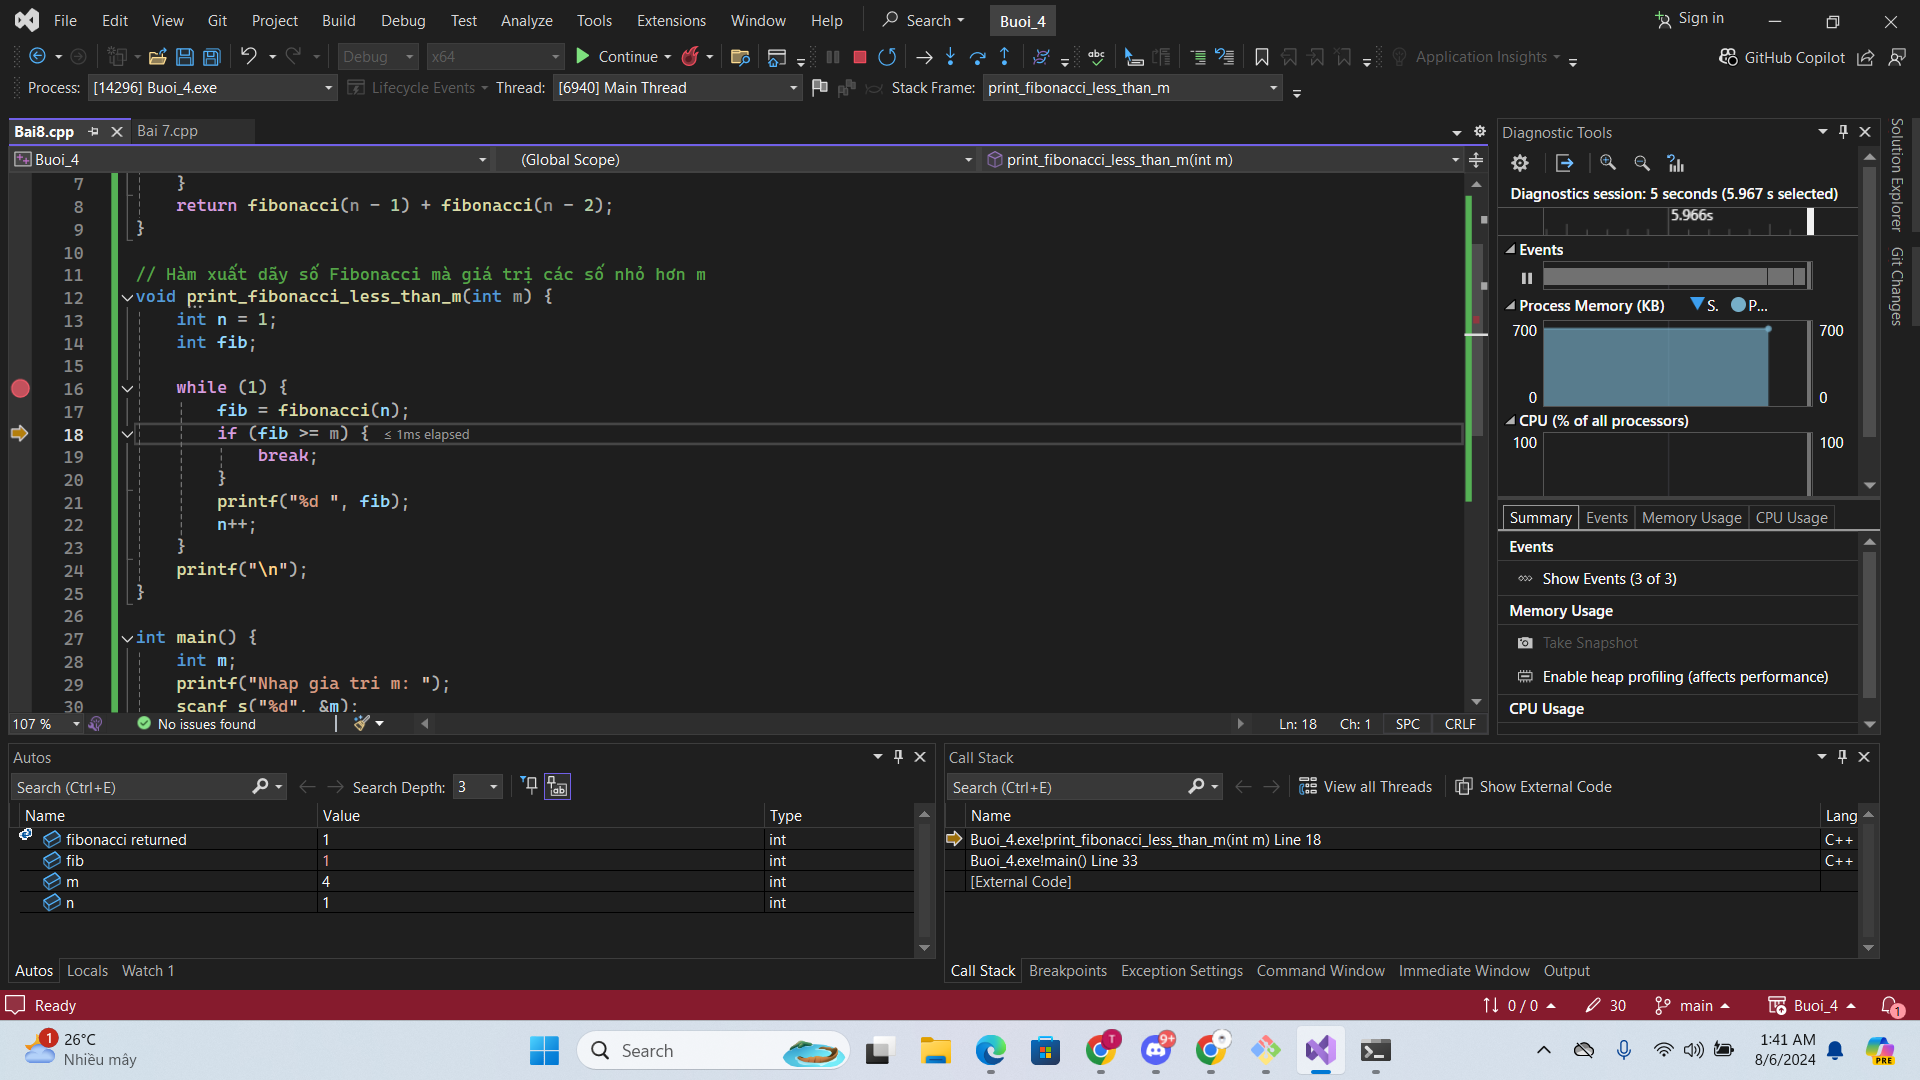 File Edit View Git Project Build Debug Test Analyze Tools Extensions Window Help Search Buoi_4 Sign in
Debug x64 Continue Application Insights GitHub Copilot
Process: [14296] Buoi_4.exe Lifecycle Events Thread: [6940] Main Thread Stack Frame: print_fibonacci_less_than_m
Bai8.cpp Bai 7.cpp
Buoi_4 (Global Scope) print_fibonacci_less_than_m(int m)
7 }
8 return fibonacci(n - 1) + fibonacci(n - 2);
9 }
10
11 // Hàm xuất dãy số Fibonacci mà giá trị các số nhỏ hơn m
12 void print_fibonacci_less_than_m(int m) {
13 int n = 1;
14 int fib;
15
16 while (1) {
17 fib = fibonacci(n);
18 if (fib >= m) { ≤ 1ms elapsed
19 break;
20 }
21 printf("%d ", fib);
22 n++;
23 }
24 printf("\n");
25 }
26
27 int main() {
28 int m;
29 printf("Nhap gia tri m: ");
30 scanf_s("%d", &m);
107 % No issues found Ln: 18 Ch: 1 SPC CRLF
Diagnostic Tools
Diagnostics session: 5 seconds (5.967 s selected)
5.966s
Events
Process Memory (KB) S. P...
700 700
0 0
CPU (% of all processors)
100 100
Summary Events Memory Usage CPU Usage
Events
Show Events (3 of 3)
Memory Usage
Take Snapshot
Enable heap profiling (affects performance)
CPU Usage
Solution Explorer
Git Changes
Autos
Search (Ctrl+E) Search Depth: 3
Name Value Type
fibonacci returned 1 int
fib 1 int
m 4 int
n 1 int
Autos Locals Watch 1
Call Stack
Search (Ctrl+E) View all Threads Show External Code
Name Lang
Buoi_4.exe!print_fibonacci_less_than_m(int m) Line 18 C++
Buoi_4.exe!main() Line 33 C++
[External Code]
Call Stack Breakpoints Exception Settings Command Window Immediate Window Output
Ready 0 / 0 30 main Buoi_4 1
1 26°C
Nhiều mây
Search
T 9+
PRE
1:41 AM
8/6/2024